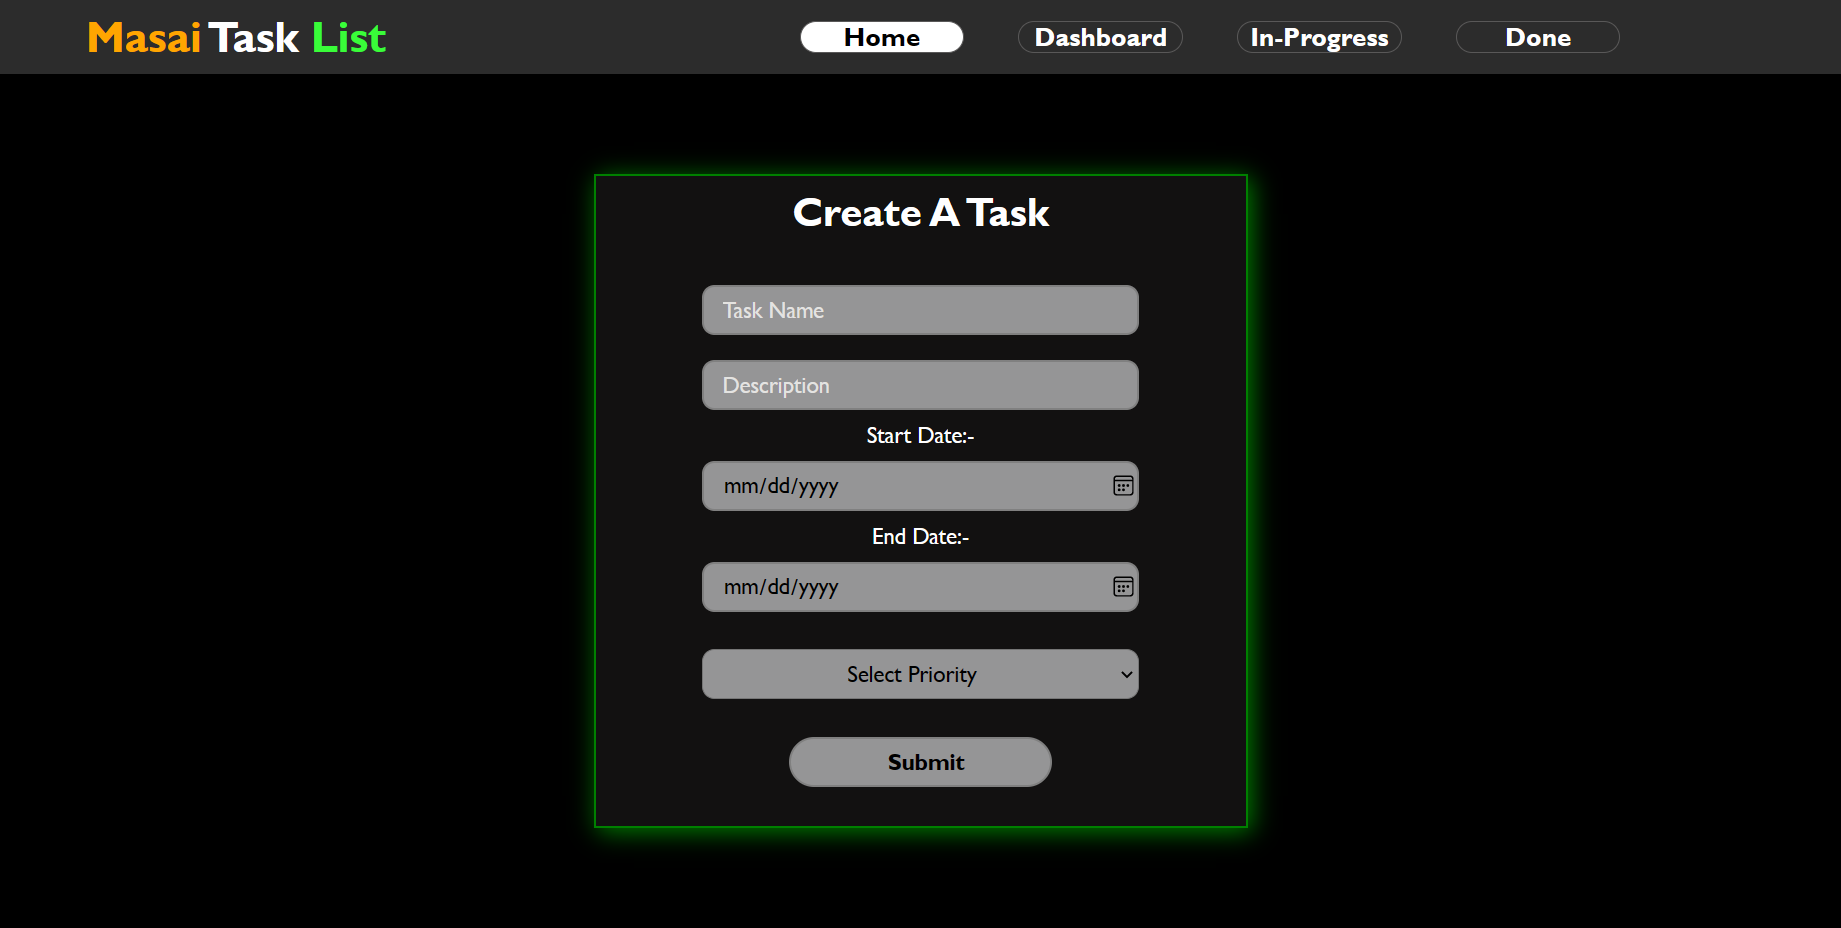 Masai Task List
Home
Dashboard
In-Progress
Done
Create A Task
Task Name
Description
Start Date:-
mm/dd/yyyy
End Date:-
mm/dd/yyyy
Select Priority
Submit